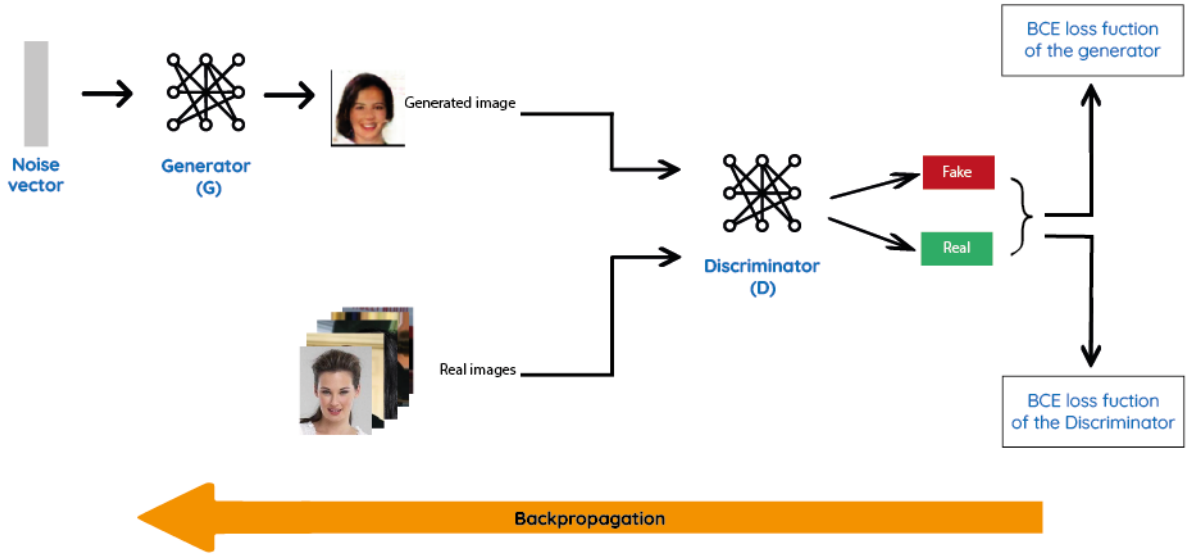 BCE loss fuction
of the generator
Generated image
Noise
vector
Generator
(G)
Fake
Real
Discriminator
(D)
Real images
BCE loss fuction
of the Discriminator
Backpropagation